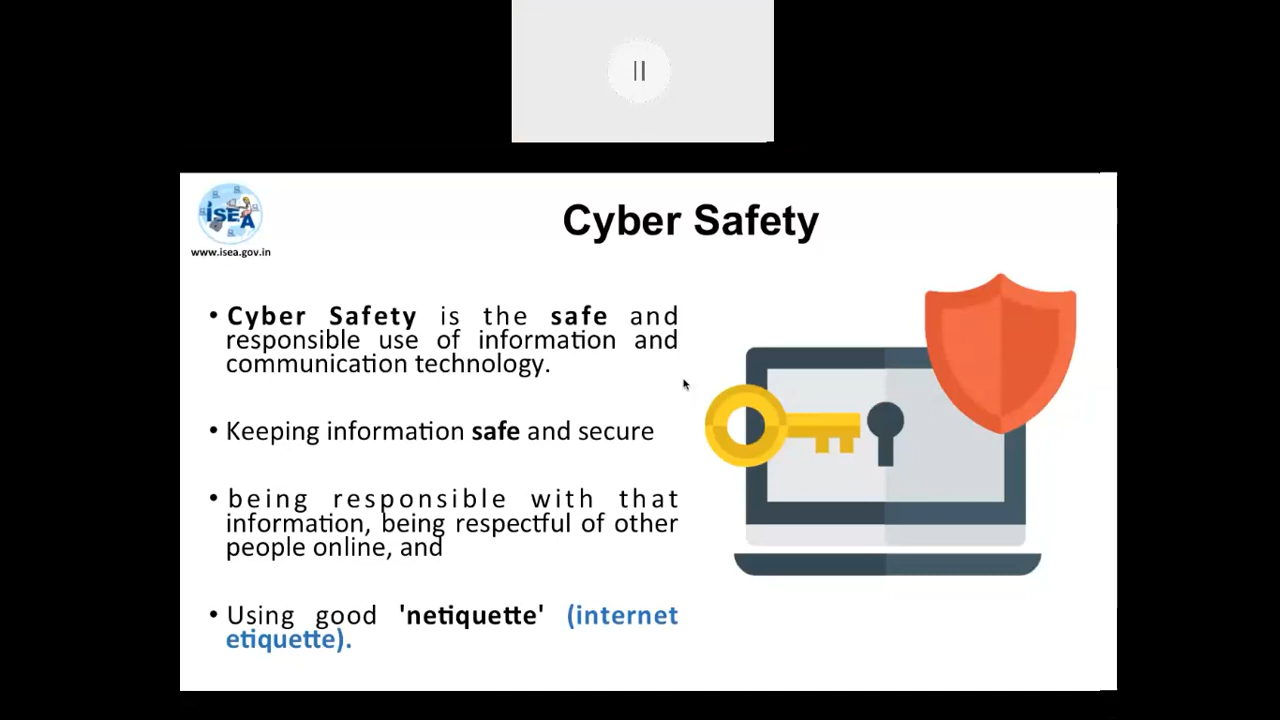 ISEA
www.isea.gov.in
Cyber Safety
• Cyber Safety is the safe and
responsible use of information and
communication technology.
• Keeping information safe and secure
• being responsible with that
information, being respectful of other
people online, and
• Using good 'netiquette' (internet
etiquette).